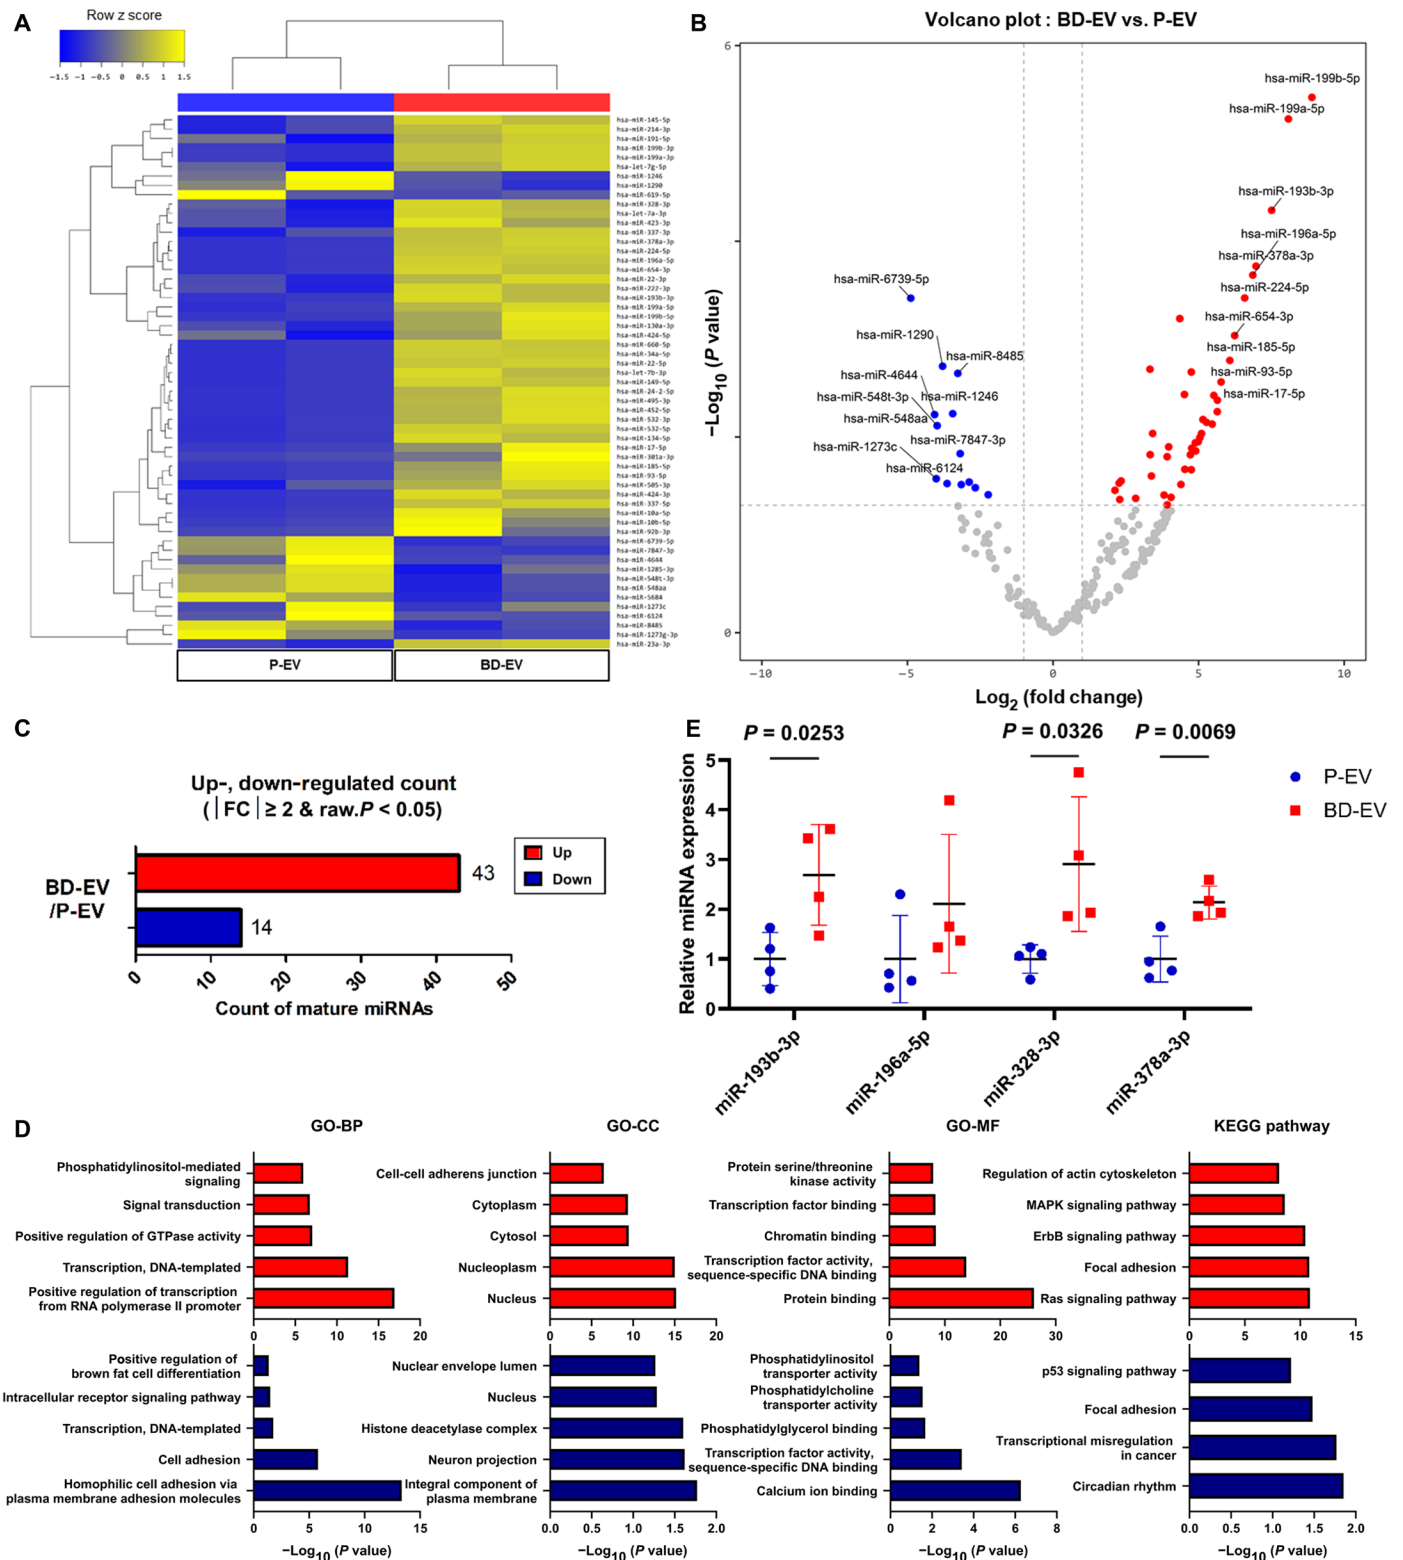 A
Row z score
-1.5 -1 -0.5 0 0.5 1 1.5
hsa-miR-145-5p
hsa-miR-214-3p
hsa-miR-191-5p
hsa-miR-199b-3p
hsa-miR-199a-3p
hsa-let-7g-5p
hsa-miR-1246
hsa-miR-1290
hsa-miR-619-5p
hsa-miR-328-3p
hsa-let-7a-3p
hsa-miR-423-3p
hsa-miR-337-3p
hsa-miR-378a-3p
hsa-miR-224-5p
hsa-miR-196a-5p
hsa-miR-654-3p
hsa-miR-22-3p
hsa-miR-222-3p
hsa-miR-193b-3p
hsa-miR-199a-5p
hsa-miR-199b-5p
hsa-miR-130a-3p
hsa-miR-424-5p
hsa-miR-660-5p
hsa-miR-34a-5p
hsa-miR-22-5p
hsa-let-7b-3p
hsa-miR-149-5p
hsa-miR-24-2-5p
hsa-miR-495-3p
hsa-miR-452-5p
hsa-miR-532-3p
hsa-miR-532-5p
hsa-miR-134-5p
hsa-miR-17-5p
hsa-miR-301a-3p
hsa-miR-185-5p
hsa-miR-93-5p
hsa-miR-505-3p
hsa-miR-424-3p
hsa-miR-337-5p
hsa-miR-10a-5p
hsa-miR-10b-5p
hsa-miR-92b-3p
hsa-miR-6739-5p
hsa-miR-7847-3p
hsa-miR-4644
hsa-miR-1285-3p
hsa-miR-548t-3p
hsa-miR-548aa
hsa-miR-5684
hsa-miR-1273c
hsa-miR-6124
hsa-miR-8485
hsa-miR-1273g-3p
hsa-miR-23a-3p
P-EV BD-EV
B
Volcano plot : BD-EV vs. P-EV
6
0
−Log10 (P value)
hsa-miR-199b-5p
hsa-miR-199a-5p
hsa-miR-193b-3p
hsa-miR-196a-5p
hsa-miR-378a-3p
hsa-miR-224-5p
hsa-miR-654-3p
hsa-miR-185-5p
hsa-miR-93-5p
hsa-miR-17-5p
hsa-miR-6739-5p
hsa-miR-1290
hsa-miR-8485
hsa-miR-4644
hsa-miR-548t-3p
hsa-miR-1246
hsa-miR-548aa
hsa-miR-7847-3p
hsa-miR-1273c
hsa-miR-6124
−10 −5 0 5 10
Log2 (fold change)
C
Up-, down-regulated count
(|FC| ≥ 2 & raw.P < 0.05)
BD-EV
/P-EV
43
14
Up
Down
0 10 20 30 40 50
Count of mature miRNAs
E
P = 0.0253 P = 0.0326 P = 0.0069
Relative miRNA expression
5
4
3
2
1
0
miR-193b-3p
miR-196a-5p
miR-328-3p
miR-378a-3p
P-EV
BD-EV
D
GO-BP
Phosphatidylinositol-mediated
signaling
Signal transduction
Positive regulation of GTPase activity
Transcription, DNA-templated
Positive regulation of transcription
from RNA polymerase II promoter
0 5 10 15 20
Positive regulation of
brown fat cell differentiation
Intracellular receptor signaling pathway
Transcription, DNA-templated
Cell adhesion
Homophilic cell adhesion via
plasma membrane adhesion molecules
0 5 10 15
−Log10 (P value)
GO-CC
Cell-cell adherens junction
Cytoplasm
Cytosol
Nucleoplasm
Nucleus
0 5 10 15 20
Nuclear envelope lumen
Nucleus
Histone deacetylase complex
Neuron projection
Integral component of
plasma membrane
0.0 0.5 1.0 1.5 2.0
−Log10 (P value)
GO-MF
Protein serine/threonine
kinase activity
Transcription factor binding
Chromatin binding
Transcription factor activity,
sequence-specific DNA binding
Protein binding
0 10 20 30
Phosphatidylinositol
transporter activity
Phosphatidylcholine
transporter activity
Phosphatidylglycerol binding
Transcription factor activity,
sequence-specific DNA binding
Calcium ion binding
0 2 4 6 8
−Log10 (P value)
KEGG pathway
Regulation of actin cytoskeleton
MAPK signaling pathway
ErbB signaling pathway
Focal adhesion
Ras signaling pathway
0 5 10 15
p53 signaling pathway
Focal adhesion
Transcriptional misregulation
in cancer
Circadian rhythm
0.0 0.5 1.0 1.5 2.0
−Log10 (P value)